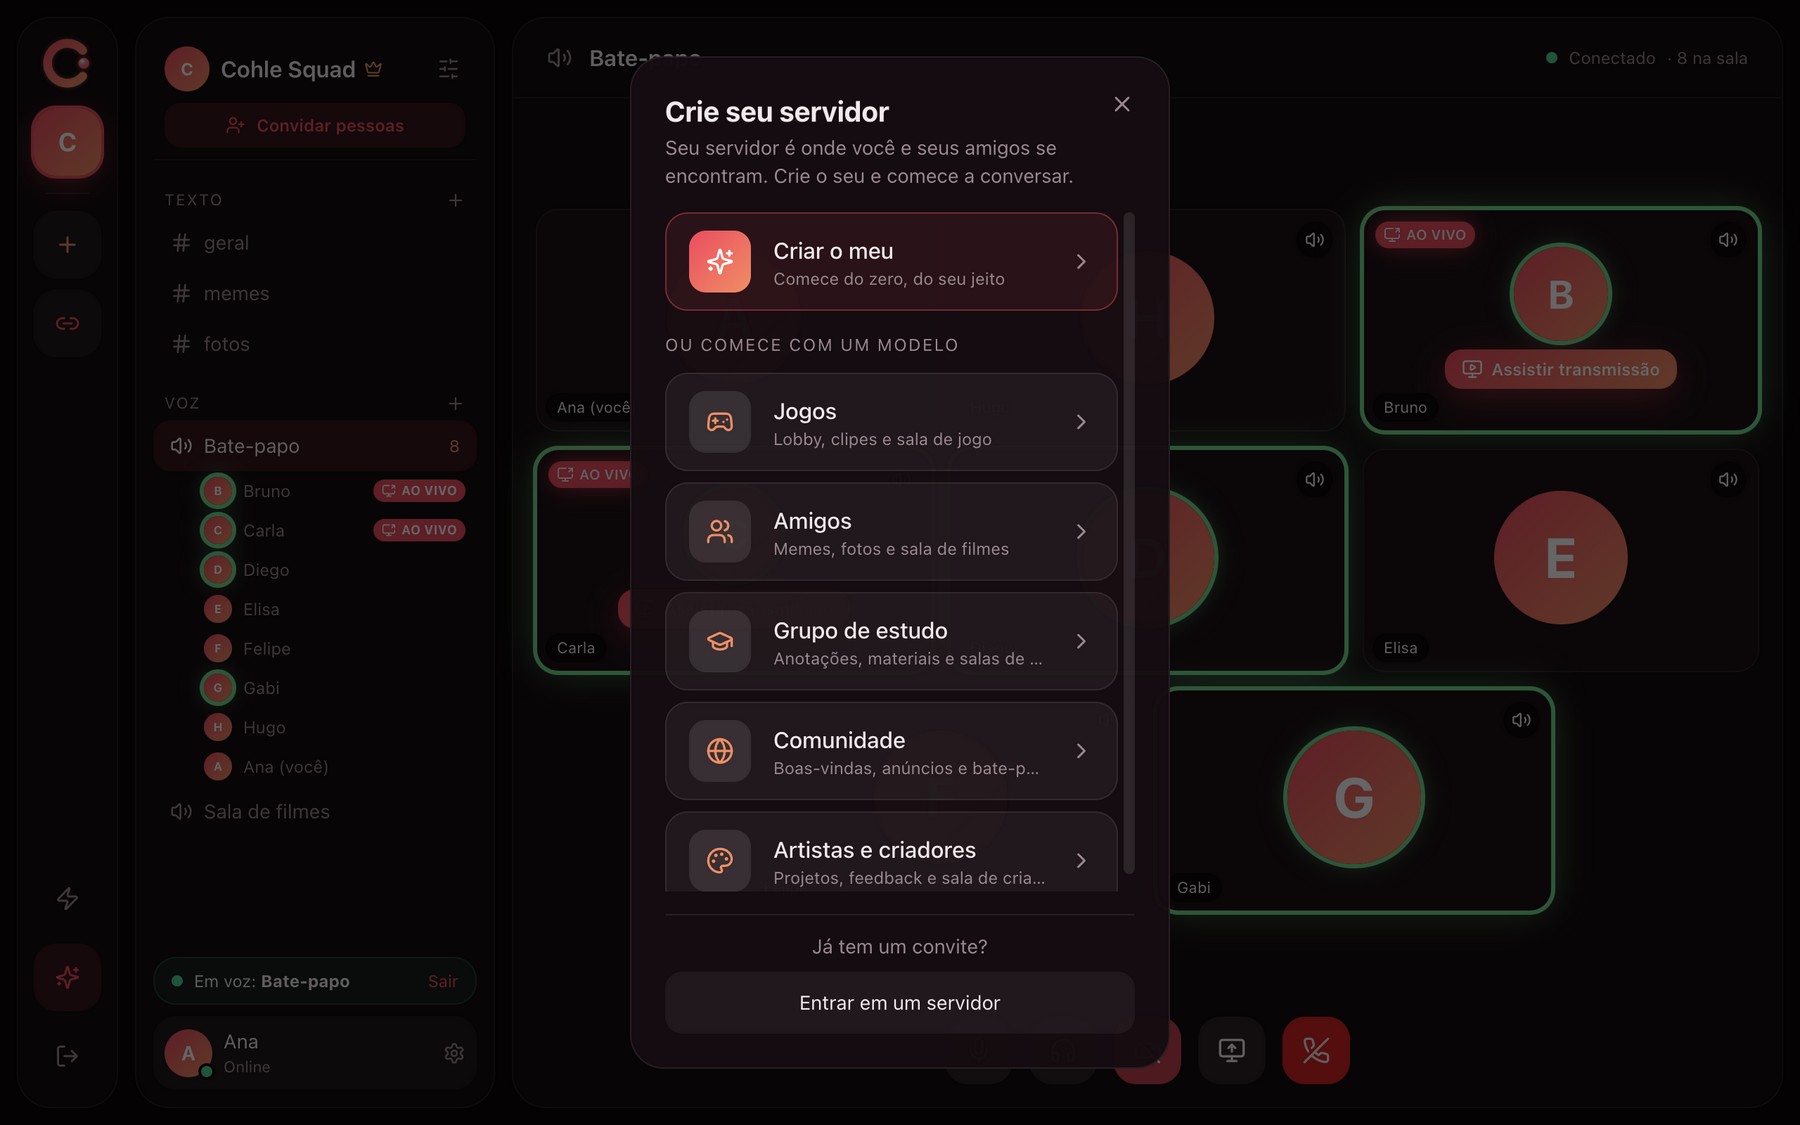 C
Cohle Squad
C
Convidar pessoas
TEXTO
geral
memes
fotos
VOZ
Bate-papo
8
B
Bruno
AO VIVO
C
Carla
AO VIVO
D
Diego
E
Elisa
F
Felipe
G
Gabi
H
Hugo
A
Ana (você)
Sala de filmes
Em voz: Bate-papo
Sair
A
Ana
Online
Bate-papo
Conectado · 8 na sala
Crie seu servidor
Seu servidor é onde você e seus amigos se
encontram. Crie o seu e comece a conversar.
Criar o meu
Comece do zero, do seu jeito
OU COMECE COM UM MODELO
Jogos
Lobby, clipes e sala de jogo
Amigos
Memes, fotos e sala de filmes
Grupo de estudo
Anotações, materiais e salas de ...
Comunidade
Boas-vindas, anúncios e bate-p...
Artistas e criadores
Projetos, feedback e sala de cria...
Já tem um convite?
Entrar em um servidor
Ana (você
AO VIVO
B
Assistir transmissão
Bruno
AO VIV
Carla
E
Elisa
G
Gabi